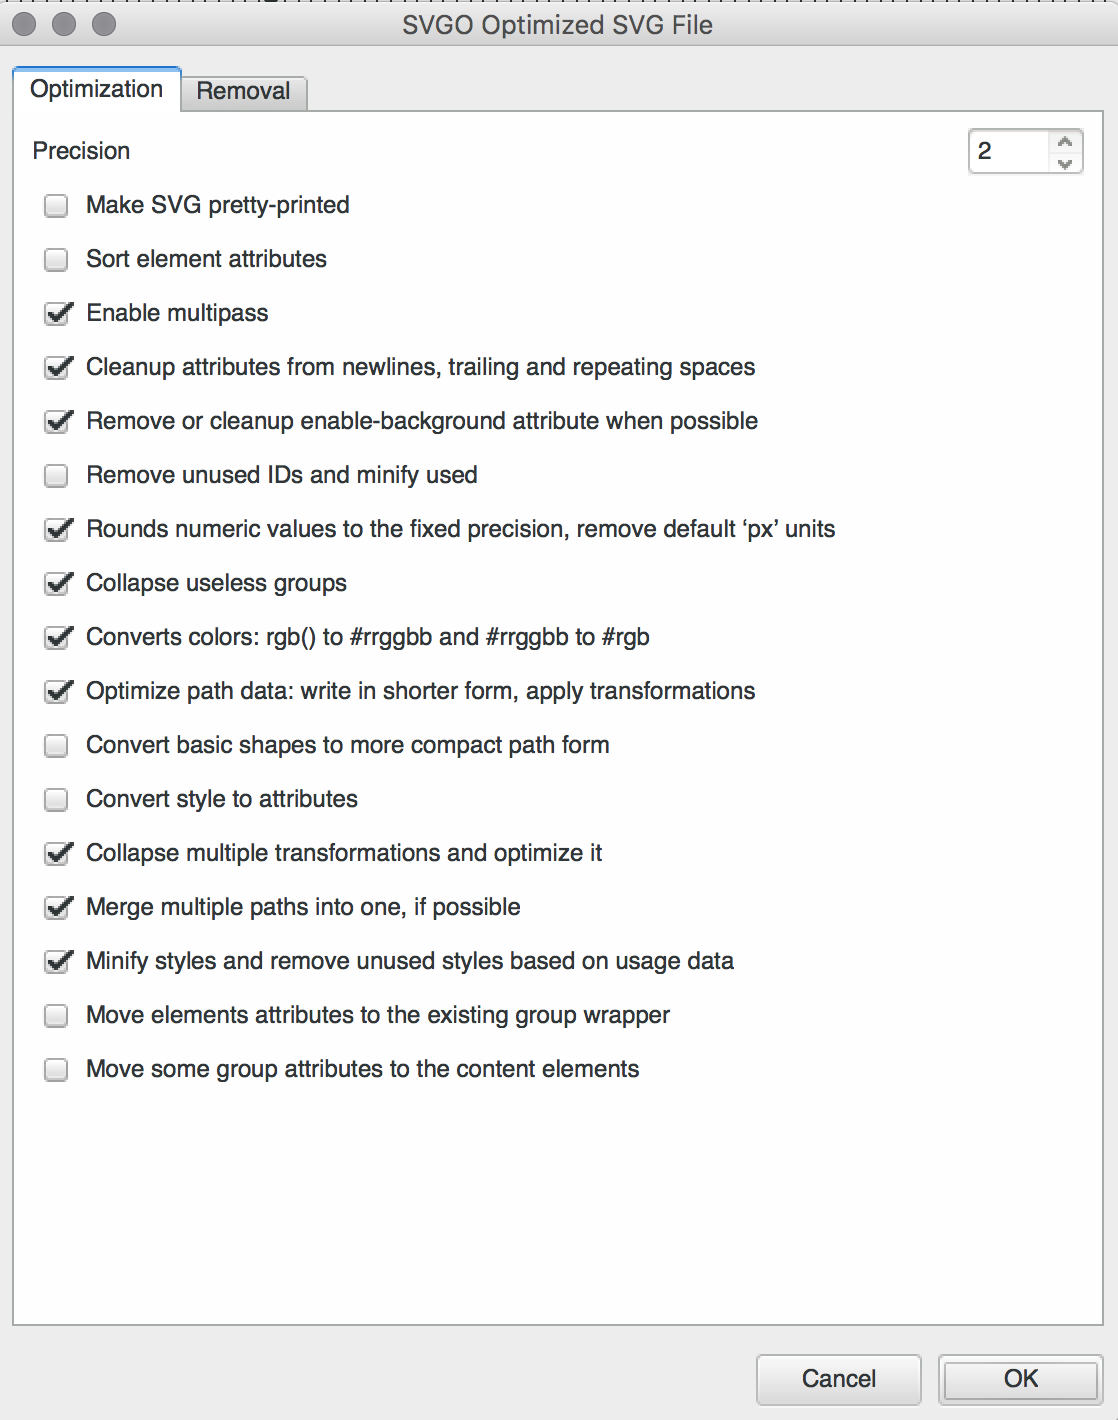 SVGO Optimized SVG File
Optimization
Removal
Precision
2
Make SVG pretty-printed
Sort element attributes
Enable multipass
Cleanup attributes from newlines, trailing and repeating spaces
Remove or cleanup enable-background attribute when possible
Remove unused IDs and minify used
Rounds numeric values to the fixed precision, remove default ‘px’ units
Collapse useless groups
Converts colors: rgb() to #rrggbb and #rrggbb to #rgb
Optimize path data: write in shorter form, apply transformations
Convert basic shapes to more compact path form
Convert style to attributes
Collapse multiple transformations and optimize it
Merge multiple paths into one, if possible
Minify styles and remove unused styles based on usage data
Move elements attributes to the existing group wrapper
Move some group attributes to the content elements
Cancel
OK